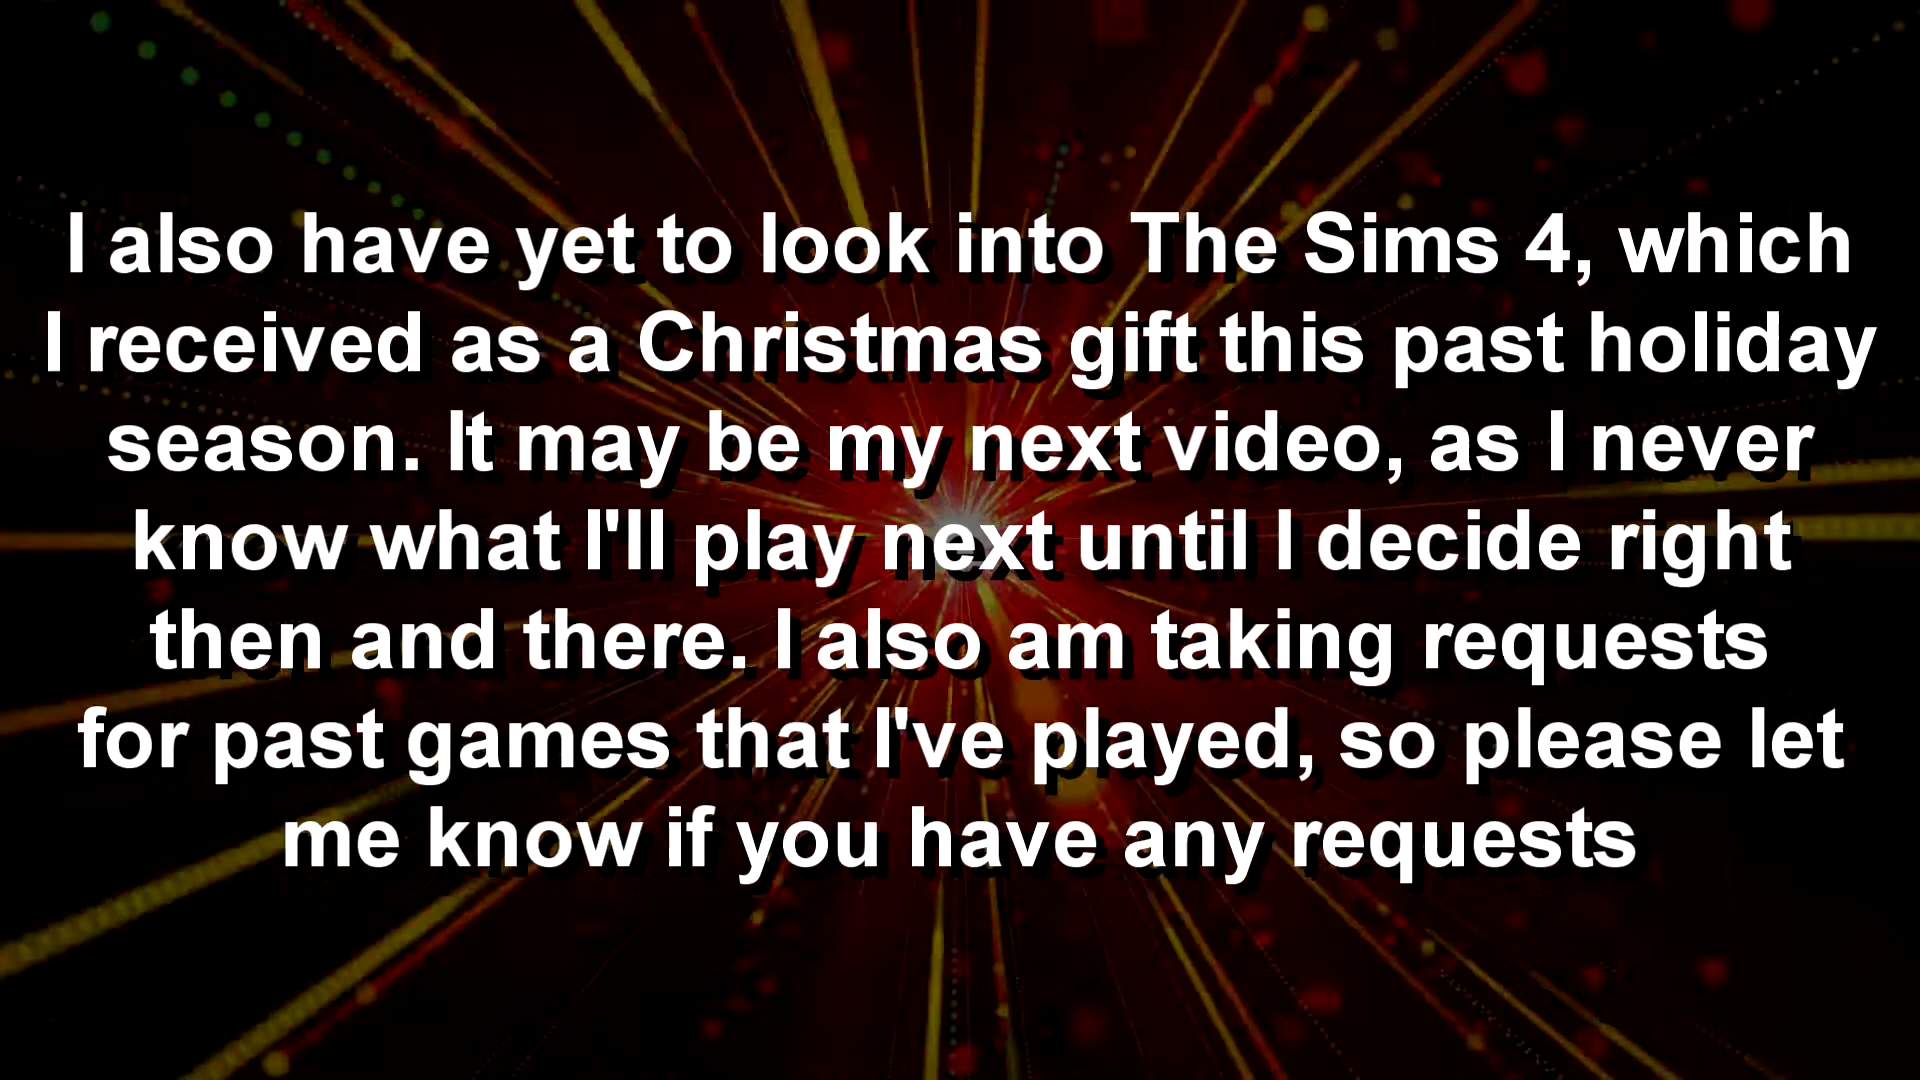 I also have yet to look into The Sims 4, which
I received as a Christmas gift this past holiday
season. It may be my next video, as I never
know what I'll play next until I decide right
then and there. I also am taking requests
for past games that I've played, so please let
me know if you have any requests